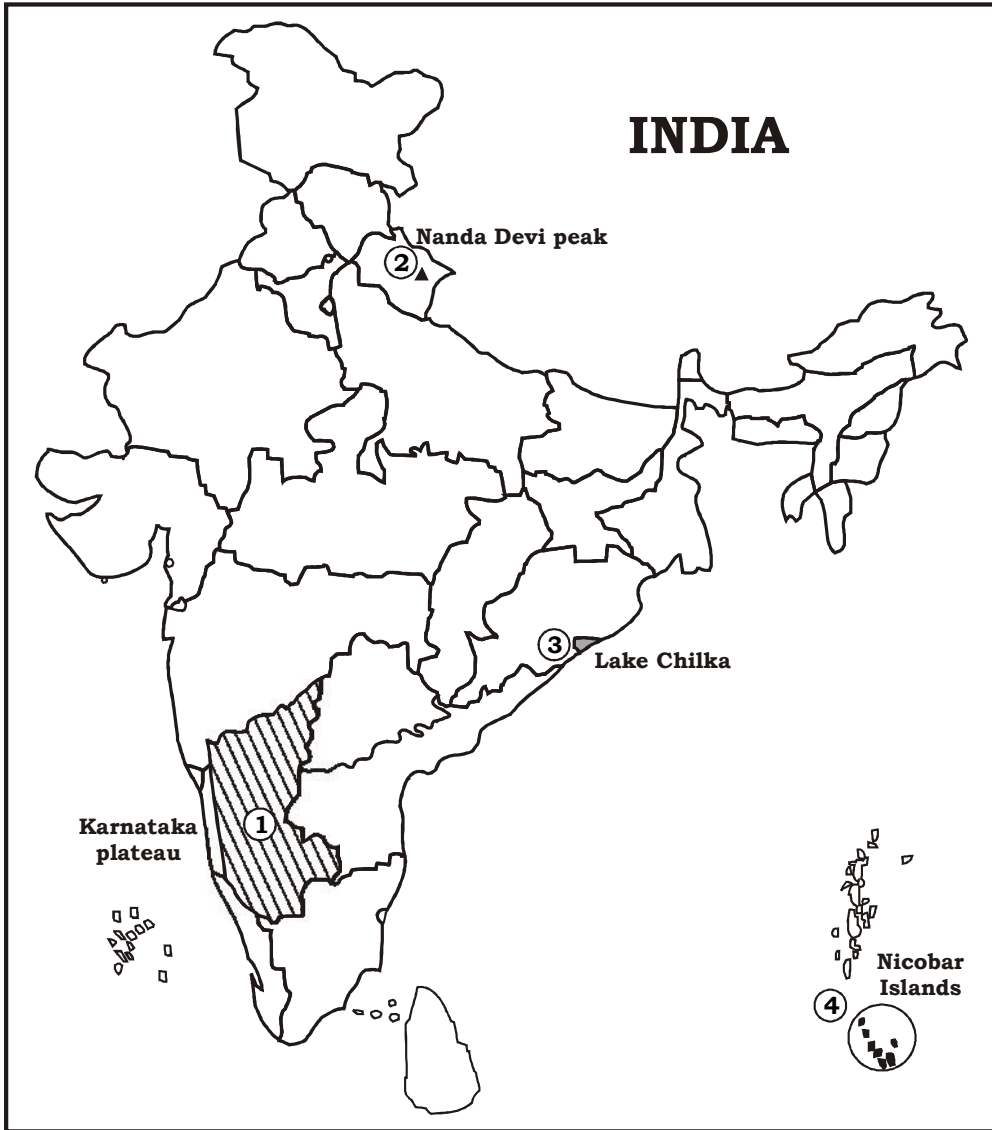 INDIA
Nanda Devi peak
2
3
Lake Chilka
1
Karnataka
plateau
Nicobar
Islands
4